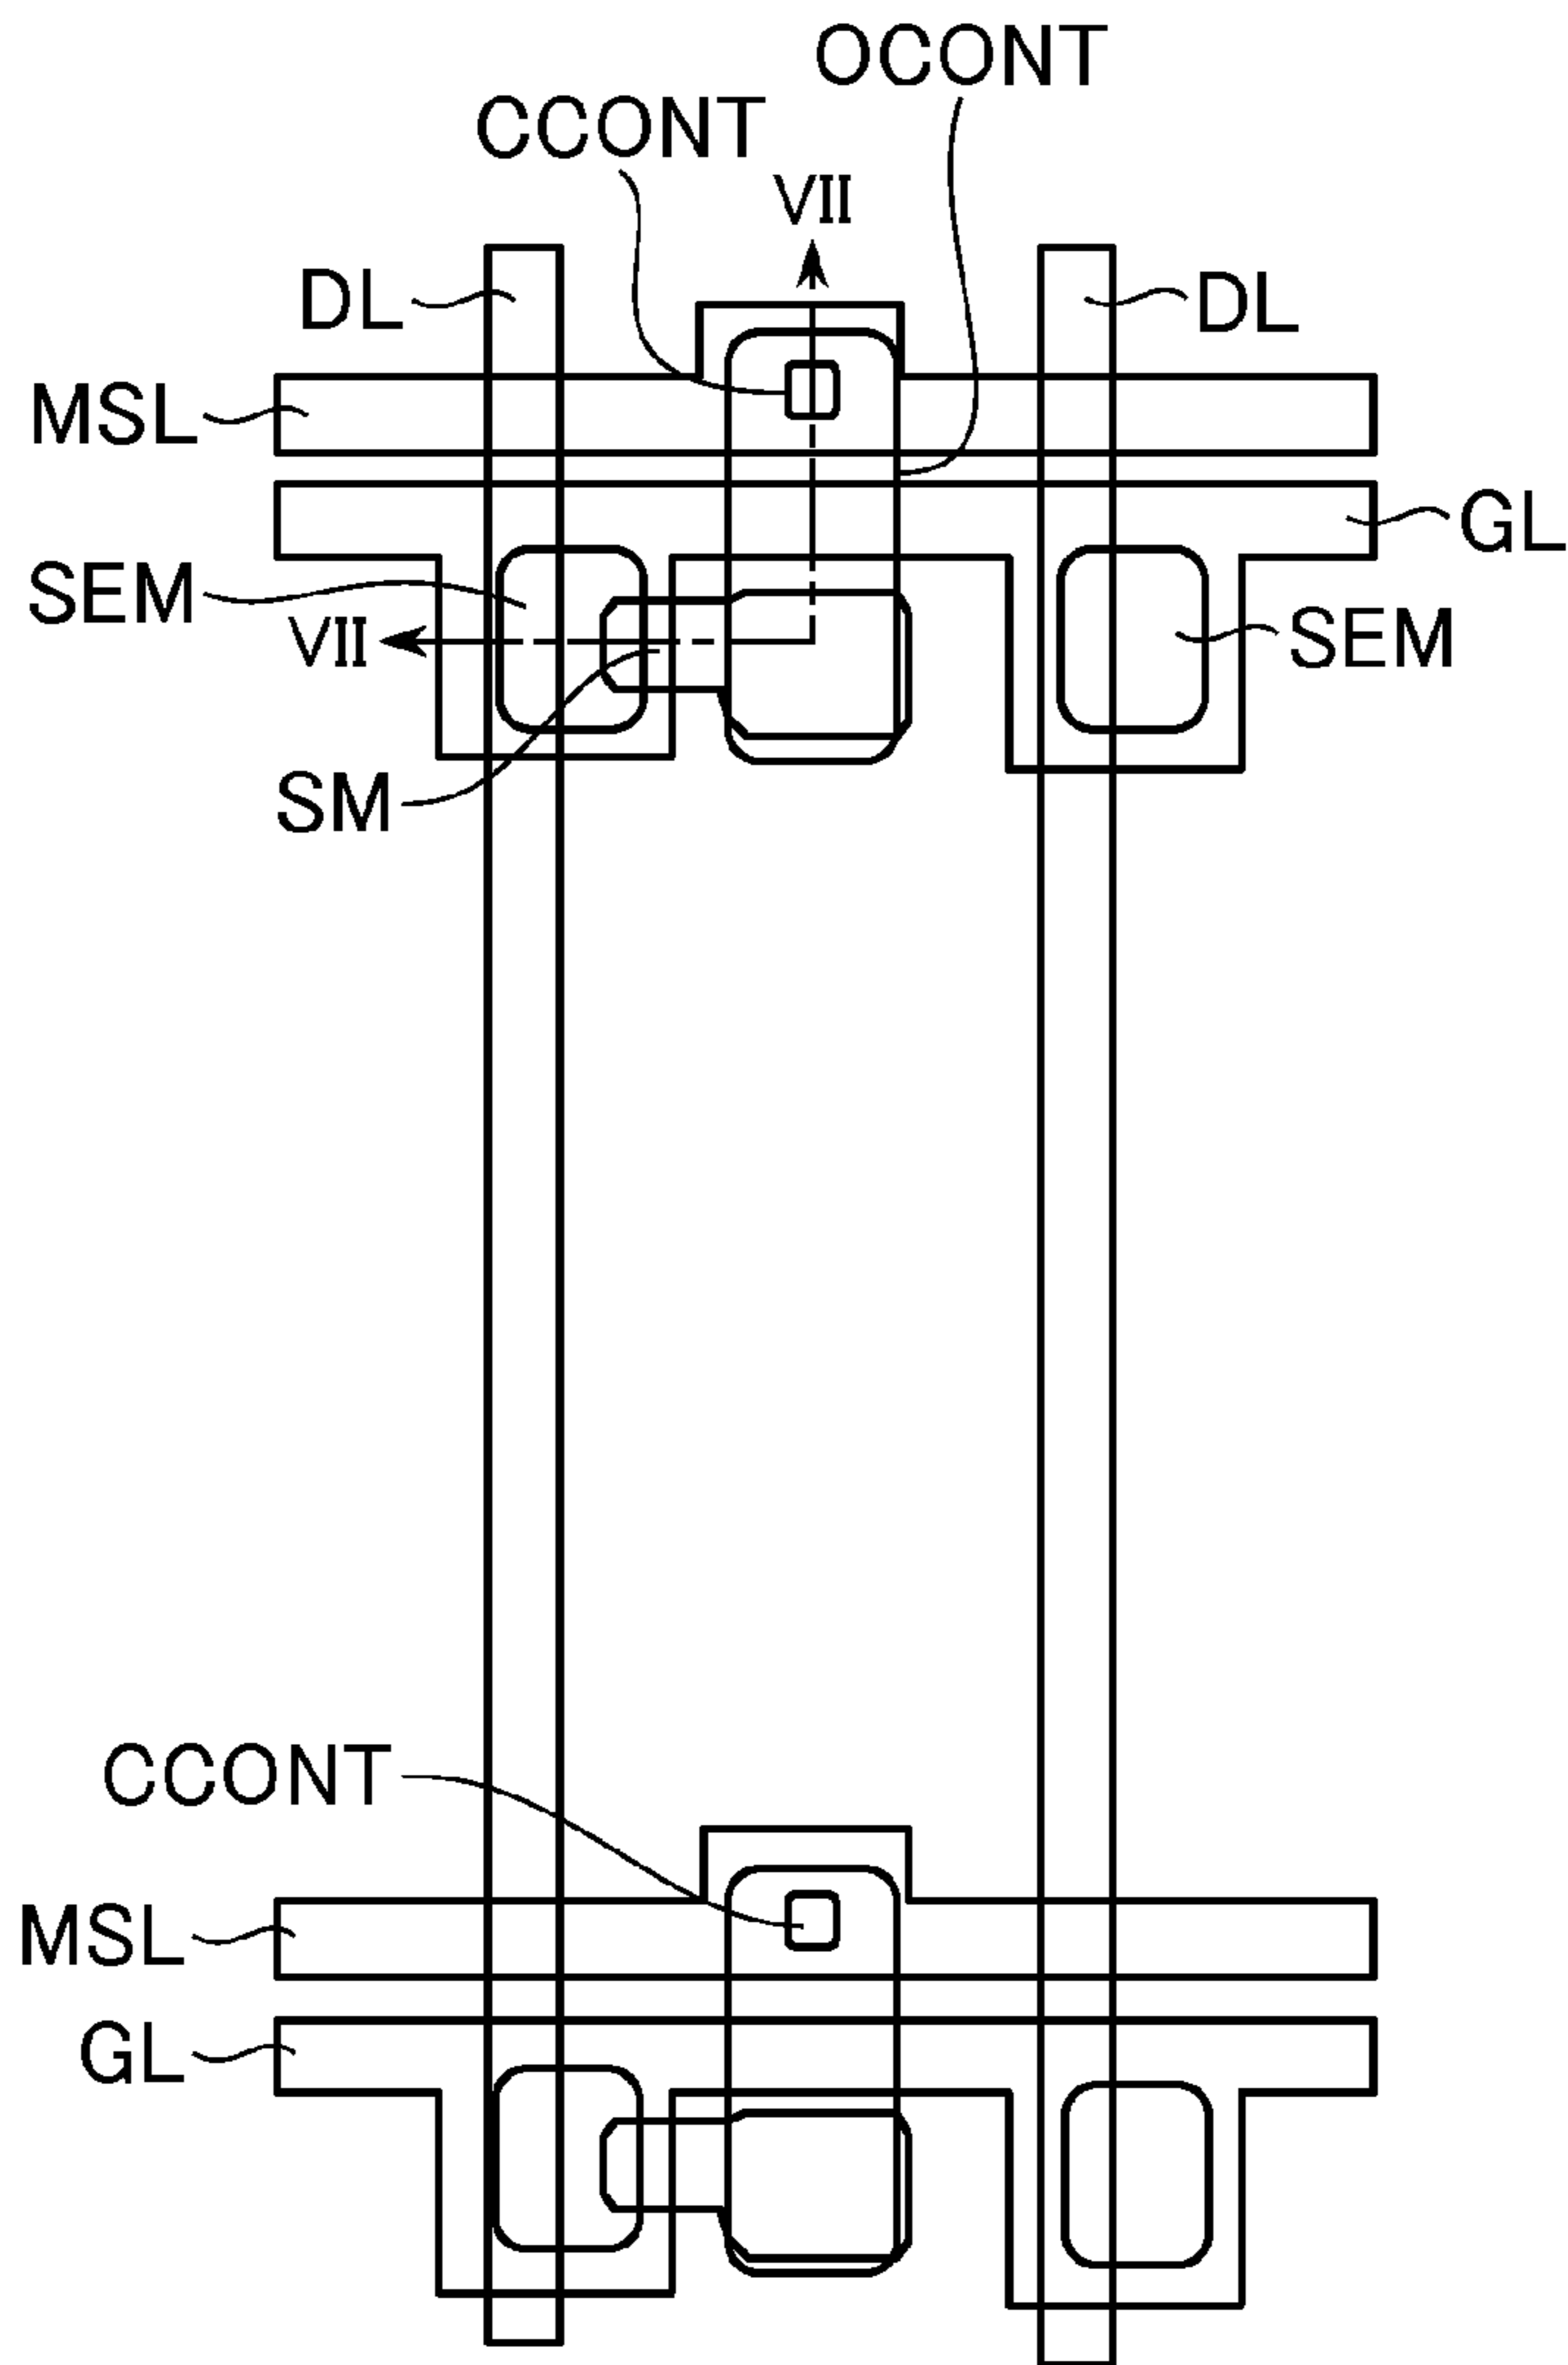 OCONT
CCONT
VII
DL
DL
MSL
GL
SEM
VII
SEM
SM
CCONT
MSL
GL